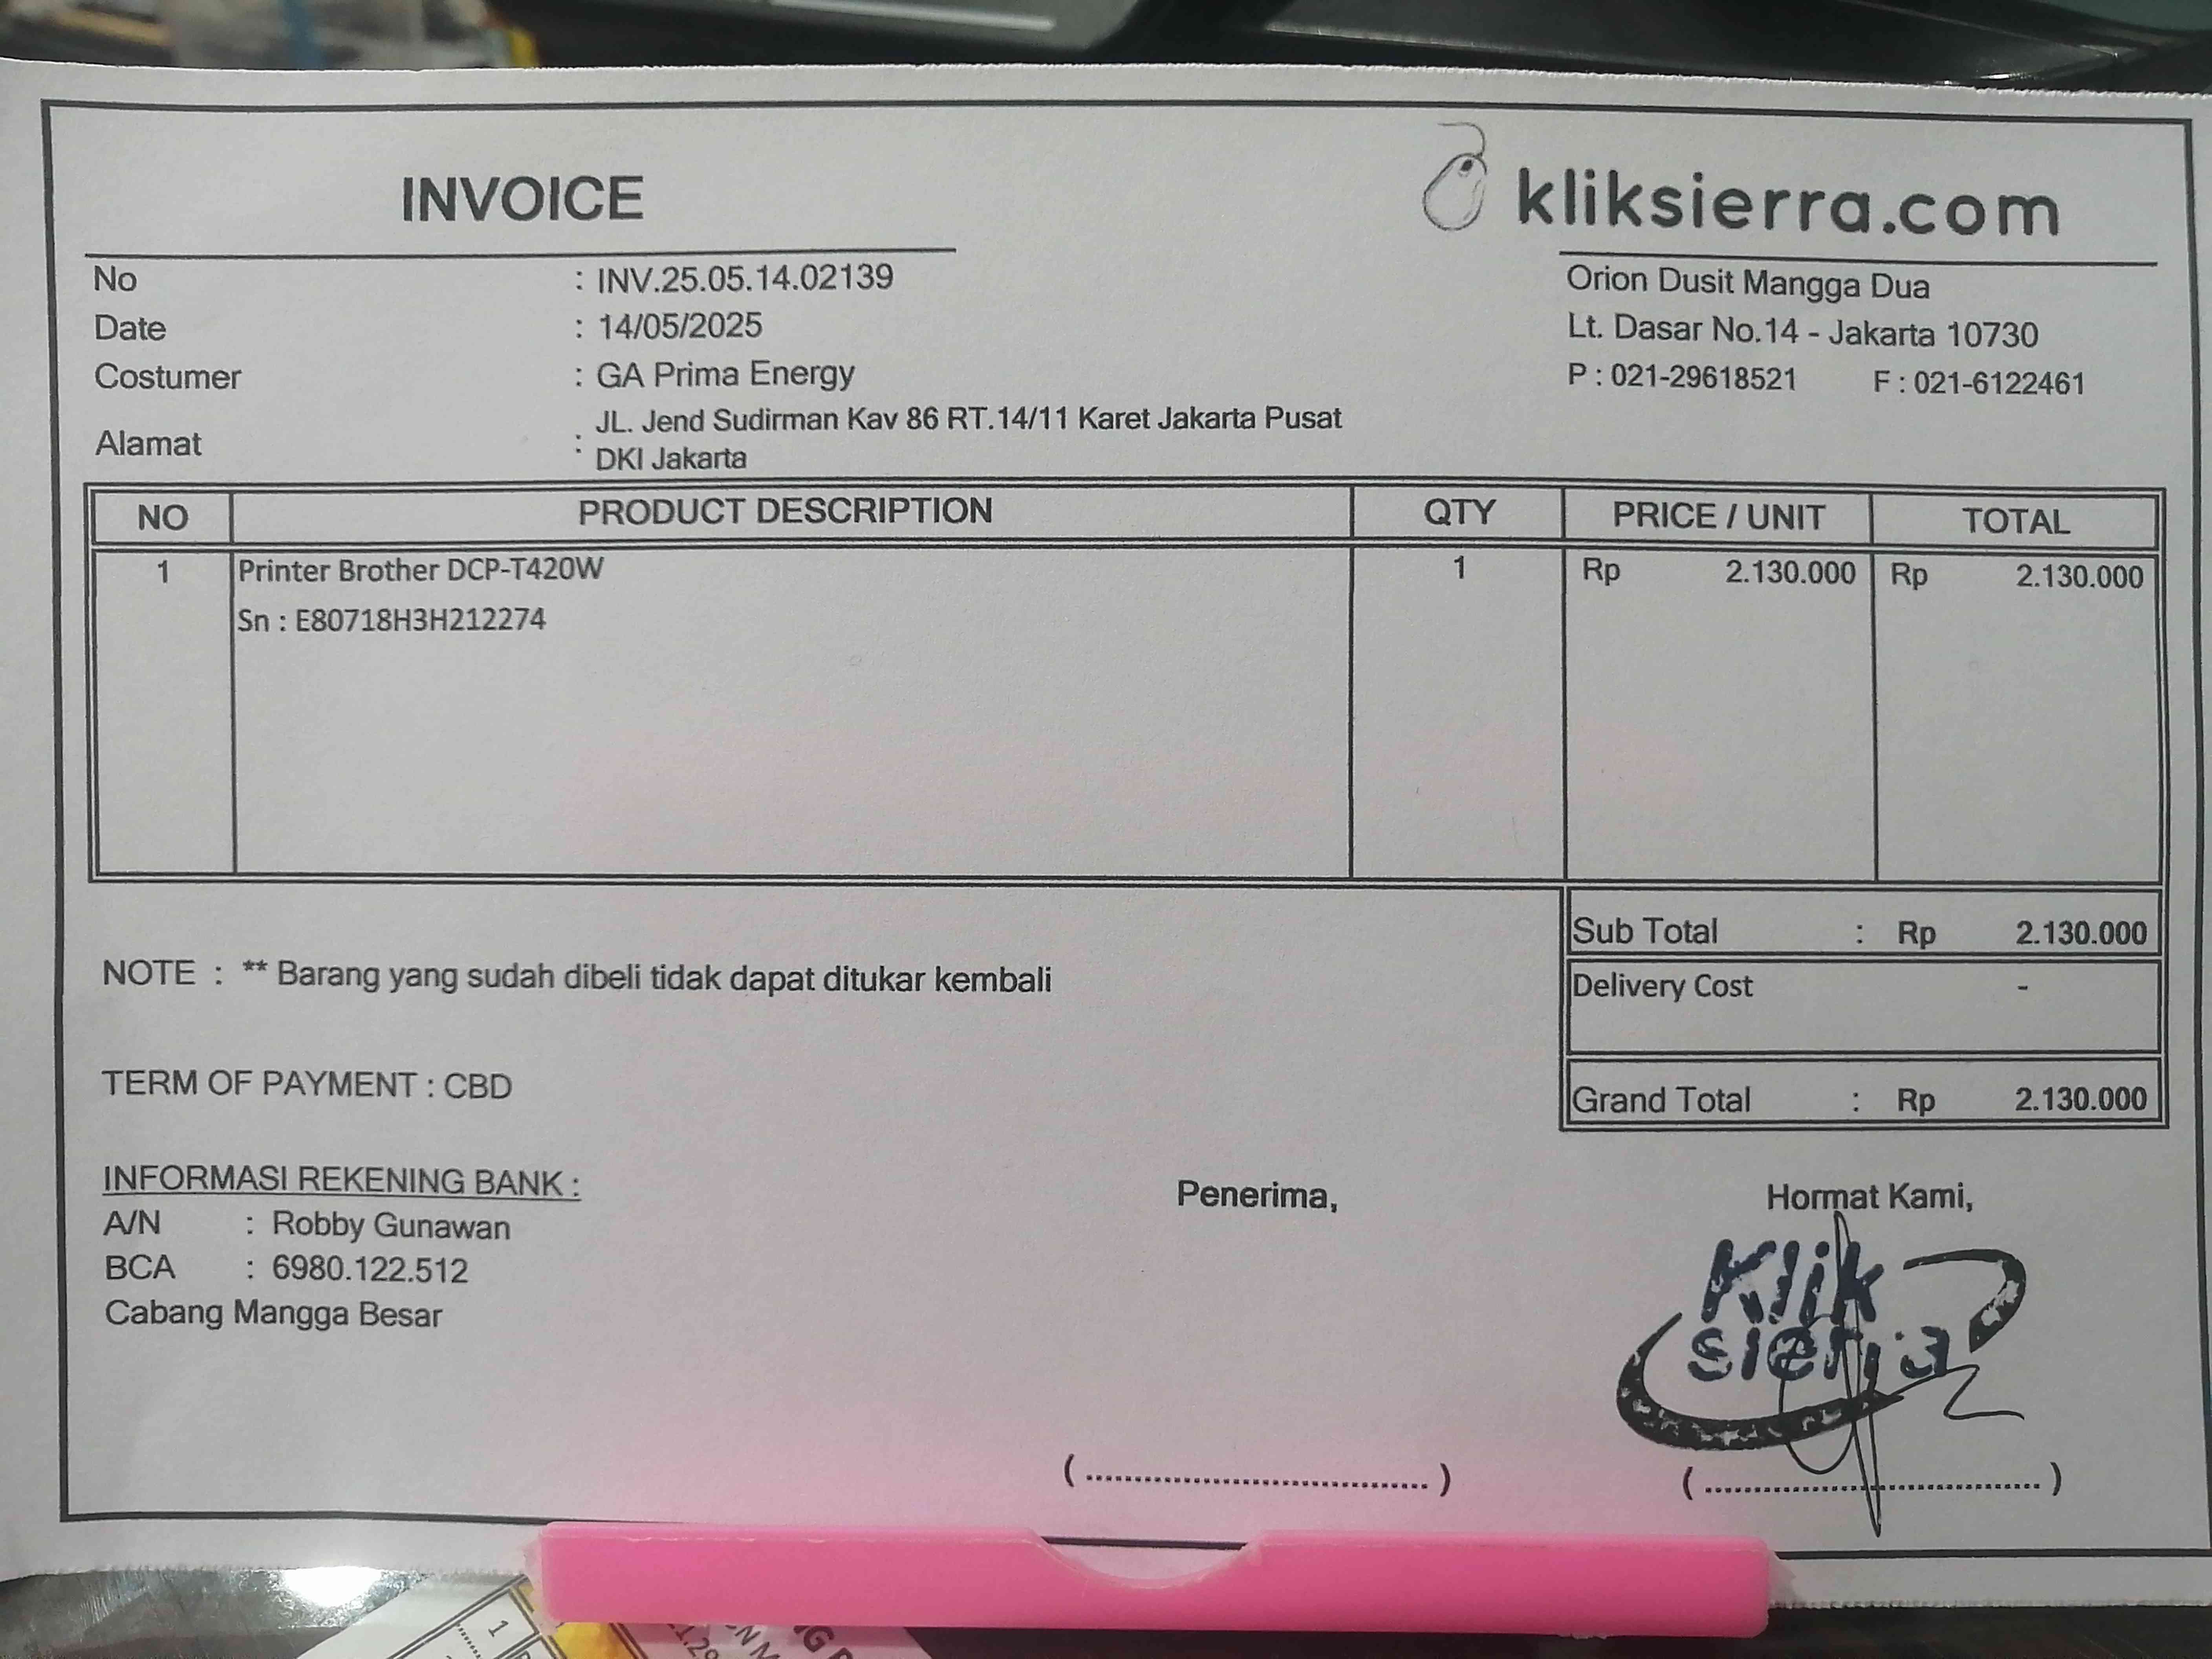 INVOICE
kliksierra.com
No : INV.25.05.14.02139
Date : 14/05/2025
Costumer : GA Prima Energy
Alamat : JL. Jend Sudirman Kav 86 RT.14/11 Karet Jakarta Pusat
DKI Jakarta
Orion Dusit Mangga Dua
Lt. Dasar No.14 - Jakarta 10730
P : 021-29618521 F : 021-6122461
NO PRODUCT DESCRIPTION QTY PRICE / UNIT TOTAL
1 Printer Brother DCP-T420W 1 Rp 2.130.000 Rp 2.130.000
Sn : E80718H3H212274
Sub Total : Rp 2.130.000
NOTE : ** Barang yang sudah dibeli tidak dapat ditukar kembali
Delivery Cost -
TERM OF PAYMENT : CBD
Grand Total : Rp 2.130.000
INFORMASI REKENING BANK :
A/N : Robby Gunawan
BCA : 6980.122.512
Cabang Mangga Besar
Penerima,
(..............................)
Hormat Kami,
Klik
sierra
(..............................)
1